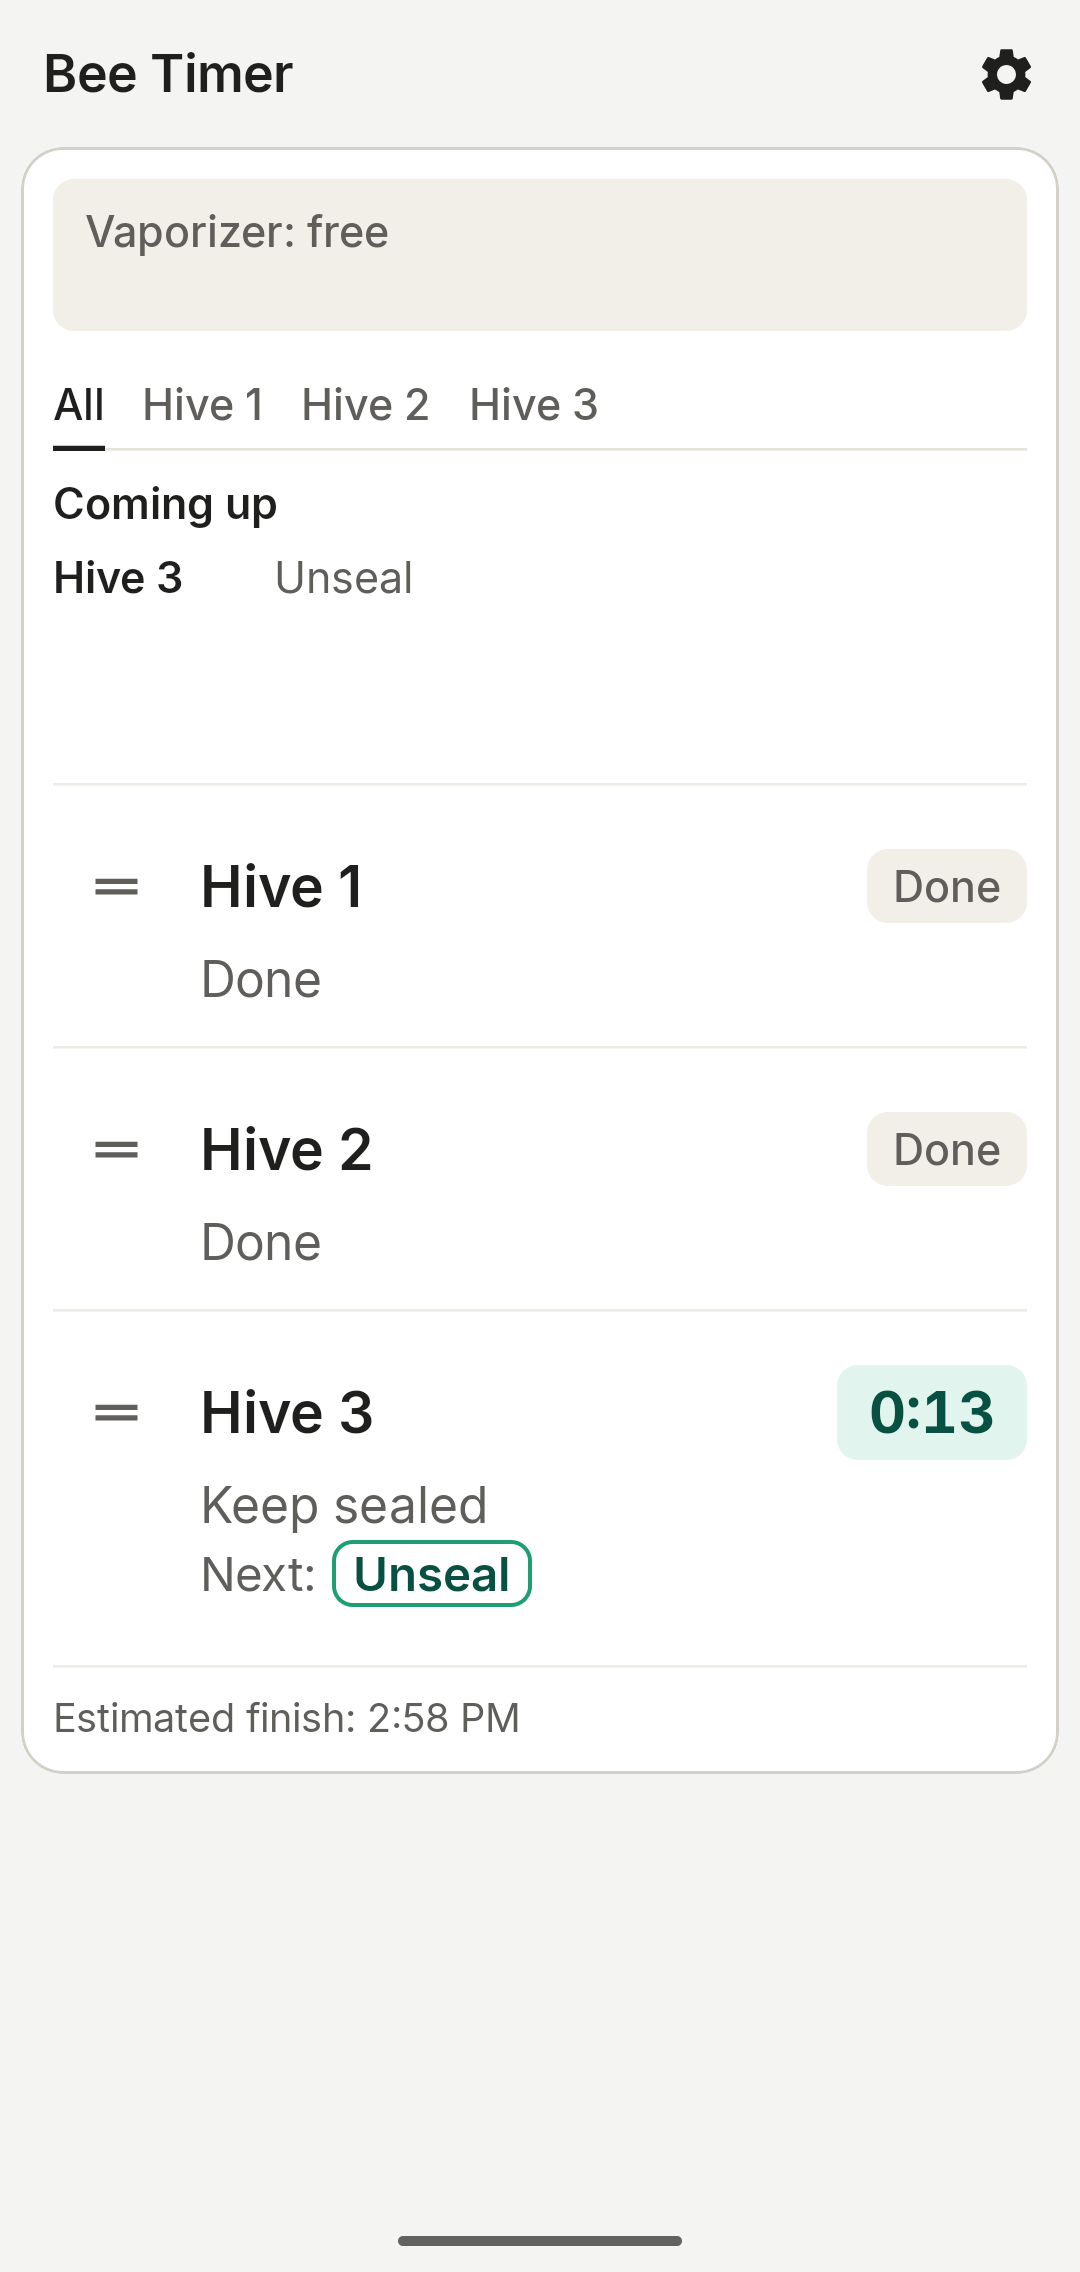 Bee Timer
Vaporizer: free
All Hive 1 Hive 2 Hive 3
Coming up
Hive 3 Unseal
Hive 1 Done
Done
Hive 2 Done
Done
Hive 3 0:13
Keep sealed
Next: Unseal
Estimated finish: 2:58 PM